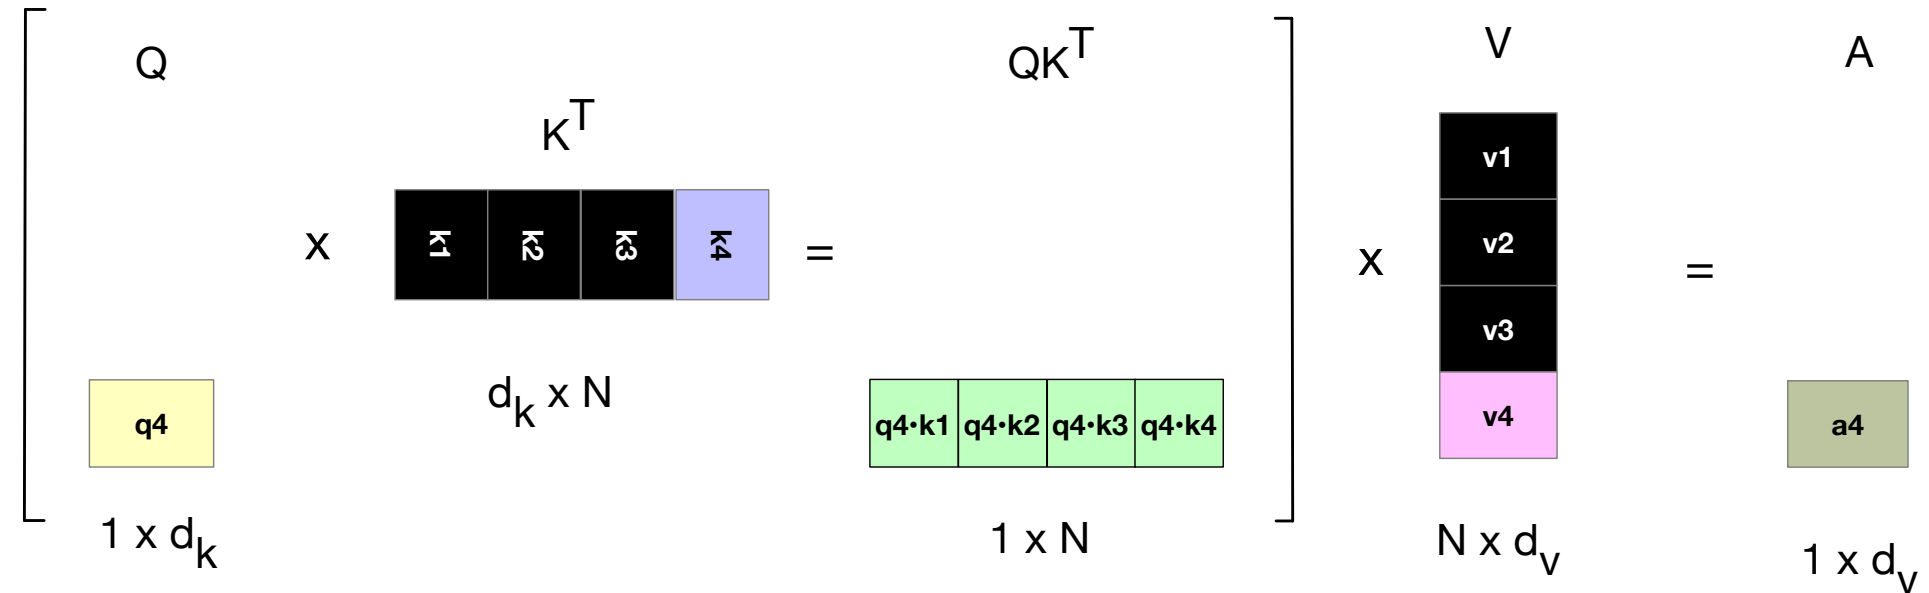 Q
x
K^T
k1 k2 k3 k4
d_k x N
=
QK^T
q4
1 x d_k
q4·k1 q4·k2 q4·k3 q4·k4
1 x N
x
V
v1
v2
v3
v4
N x d_v
=
A
a4
1 x d_v